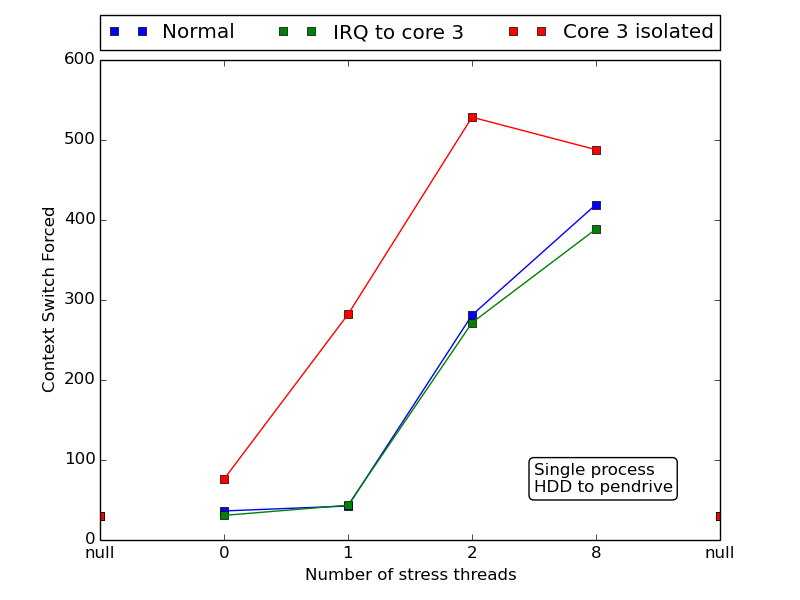 Normal IRQ to core 3 Core 3 isolated
600
500
400
300
200
100
0
Context Switch Forced
Single process
HDD to pendrive
null 0 1 2 8 null
Number of stress threads